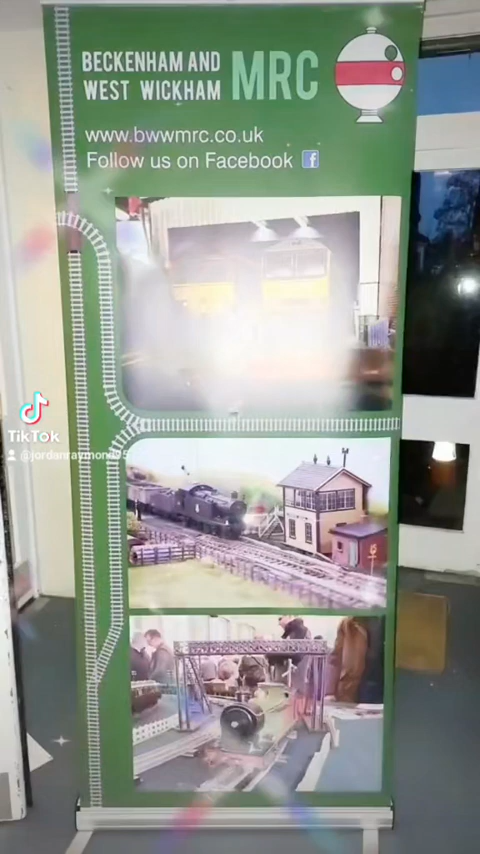 BECKENHAM AND
WEST WICKHAM
MRC
www.bwwmrc.co.uk
Follow us on Facebook f
TikTok